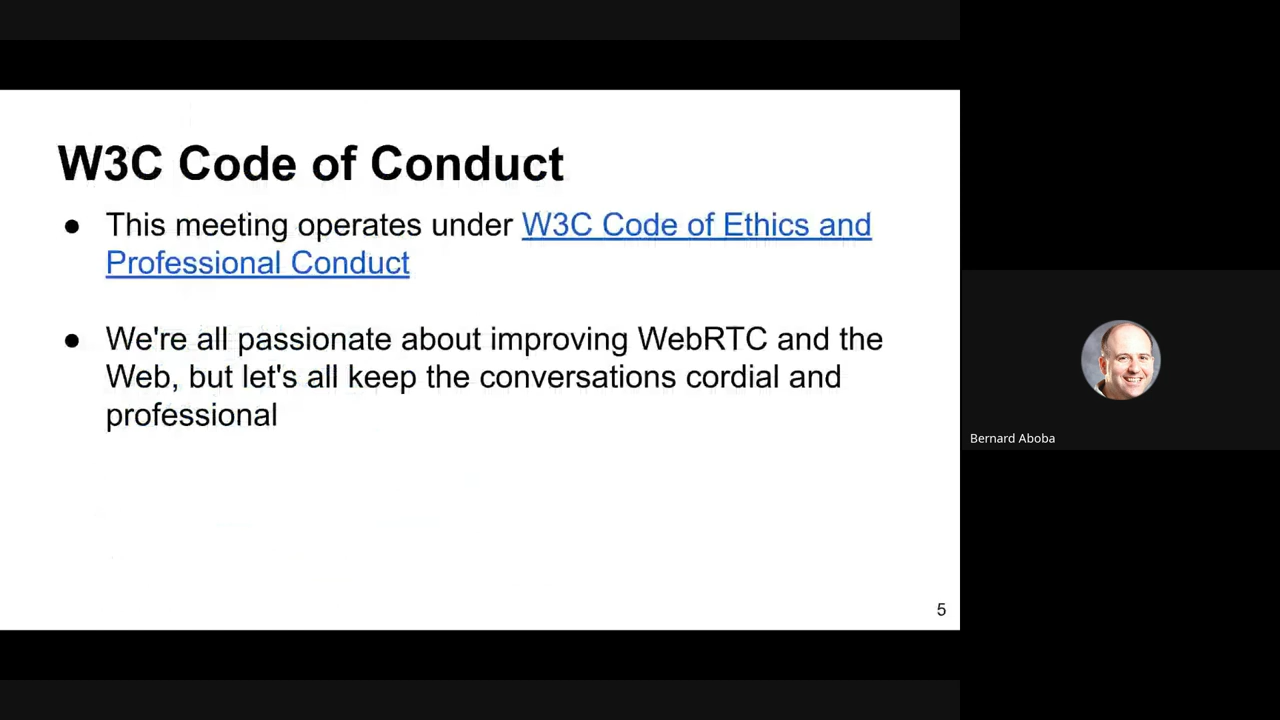 W3C Code of Conduct
● This meeting operates under W3C Code of Ethics and
Professional Conduct
● We're all passionate about improving WebRTC and the
Web, but let's all keep the conversations cordial and
professional
5
Bernard Aboba